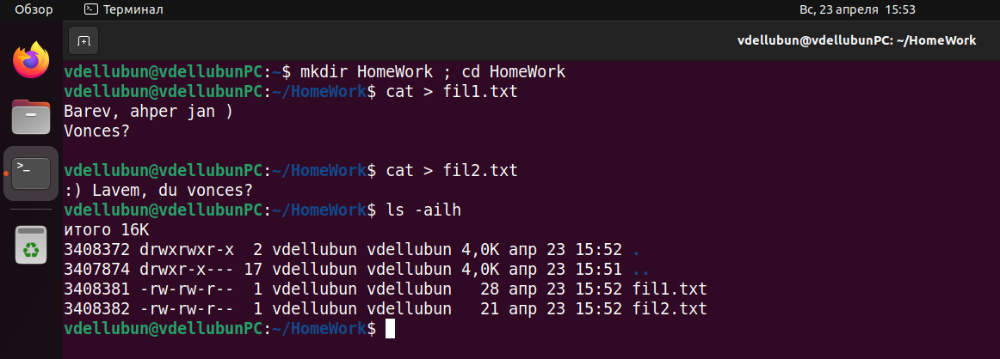 Обзор Терминал Вс, 23 апреля 15:53
vdellubun@vdellubunPC: ~/HomeWork
vdellubun@vdellubunPC:~$ mkdir HomeWork ; cd HomeWork
vdellubun@vdellubunPC:~/HomeWork$ cat > fil1.txt
Barev, ahper jan )
Vonces?
vdellubun@vdellubunPC:~/HomeWork$ cat > fil2.txt
:) Lavem, du vonces?
vdellubun@vdellubunPC:~/HomeWork$ ls -ailh
итого 16K
3408372 drwxrwxr-x  2 vdellubun vdellubun 4,0K апр 23 15:52 .
3407874 drwxr-x--- 17 vdellubun vdellubun 4,0K апр 23 15:51 ..
3408381 -rw-rw-r--  1 vdellubun vdellubun   28 апр 23 15:52 fil1.txt
3408382 -rw-rw-r--  1 vdellubun vdellubun   21 апр 23 15:52 fil2.txt
vdellubun@vdellubunPC:~/HomeWork$